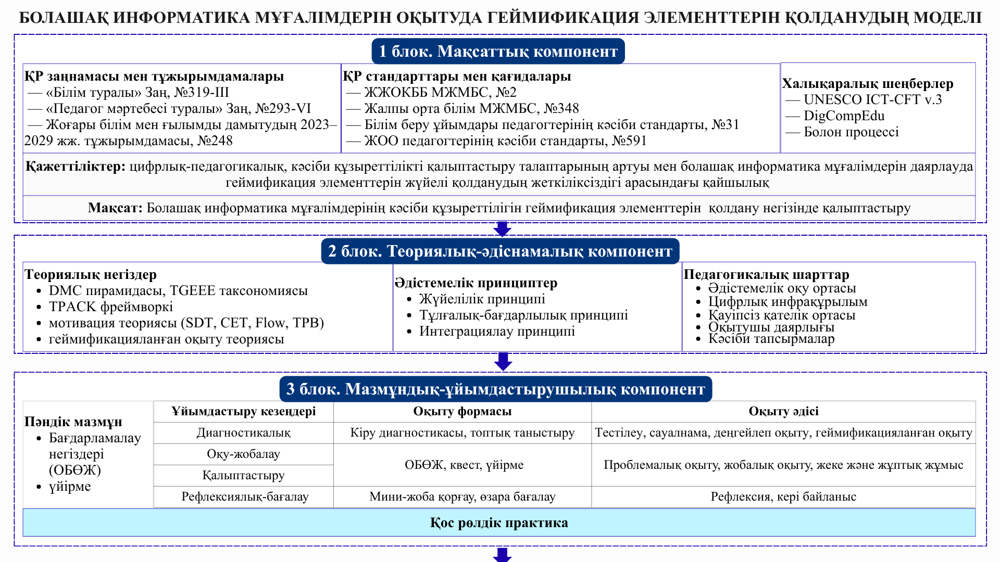 БОЛАШАҚ ИНФОРМАТИКА МҰҒАЛІМДЕРІН ОҚЫТУДА ГЕЙМИФИКАЦИЯ ЭЛЕМЕНТТЕРІН ҚОЛДАНУДЫҢ МОДЕЛІ
1 блок. Мақсаттық компонент
ҚР заңнамасы мен тұжырымдамалары
— «Білім туралы» Заң, №319-III
— «Педагог мәртебесі туралы» Заң, №293-VI
— Жоғары білім мен ғылымды дамытудың 2023–
2029 жж. тұжырымдамасы, №248
ҚР стандарттары мен қағидалары
— ЖЖОКББ МЖМБС, №2
— Жалпы орта білім МЖМБС, №348
— Білім беру ұйымдары педагогтерінің кәсіби стандарты, №31
— ЖОО педагогтерінің кәсіби стандарты, №591
Халықаралық шеңберлер
— UNESCO ICT-CFT v.3
— DigCompEdu
— Болон процессі
Қажеттіліктер: цифрлық-педагогикалық, кәсіби құзыреттілікті қалыптастыру талаптарының артуы мен болашақ информатика мұғалімдерін даярлауда
геймификация элементтерін жүйелі қолданудың жеткіліксіздігі арасындағы қайшылық
Мақсат: Болашақ информатика мұғалімдерінің кәсіби құзыреттілігін геймификация элементтерін  қолдану негізінде қалыптастыру
2 блок. Теориялық-әдіснамалық компонент
Теориялық негіздер
• DMC пирамидасы, TGEEE таксономиясы
• TPACK фреймворкі
• мотивация теориясы (SDT, CET, Flow, TPB)
• геймификацияланған оқыту теориясы
Әдістемелік принциптер
• Жүйелілік принципі
• Тұлғалық-бағдарлылық принципі
• Интеграциялау принципі
Педагогикалық шарттар
• Әдістемелік оқу ортасы
• Цифрлық инфрақұрылым
• Қауіпсіз қателік ортасы
• Оқытушы даярлығы
• Кәсіби тапсырмалар
3 блок. Мазмұндық-ұйымдастырушылық компонент
Пәндік мазмұн
• Бағдарламалау
негіздері
(ОБӨЖ)
• үйірме
Ұйымдастыру кезеңдері
Оқыту формасы
Оқыту әдісі
Диагностикалық
Кіру диагностикасы, топтық таныстыру
Тестілеу, сауалнама, деңгейлеп оқыту, геймификацияланған оқыту
Оқу-жобалау
Қалыптастыру
ОБӨЖ, квест, үйірме
Проблемалық оқыту, жобалық оқыту, жеке және жұптық жұмыс
Рефлексиялық-бағалау
Мини-жоба қорғау, өзара бағалау
Рефлексия, кері байланыс
Қос рөлдік практика